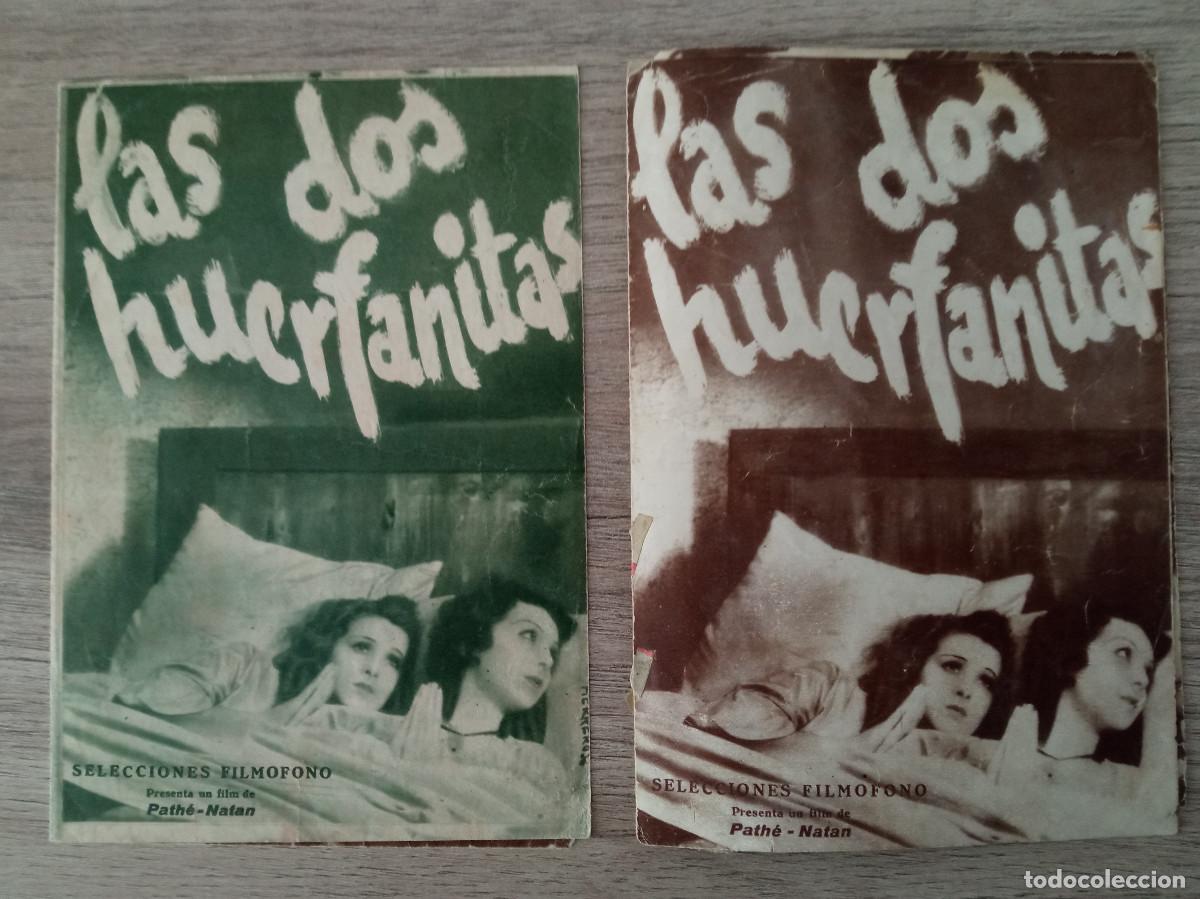 las dos
huerfanitas
HERREROS
SELECCIONES FILMOFONO
Presenta un film de
Pathé-Natan
las dos
huerfanitas
SELECCIONES FILMOFONO
Presenta un film de
Pathé - Natan
todocoleccion